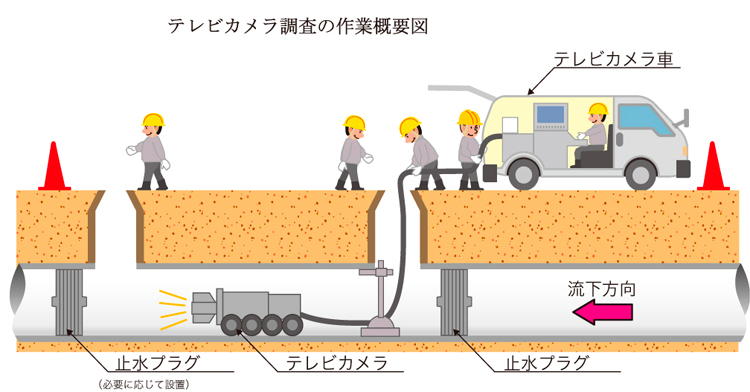 テレビカメラ調査の作業概要図
テレビカメラ車
流下方向
止水プラグ
(必要に応じて設置)
テレビカメラ
止水プラグ